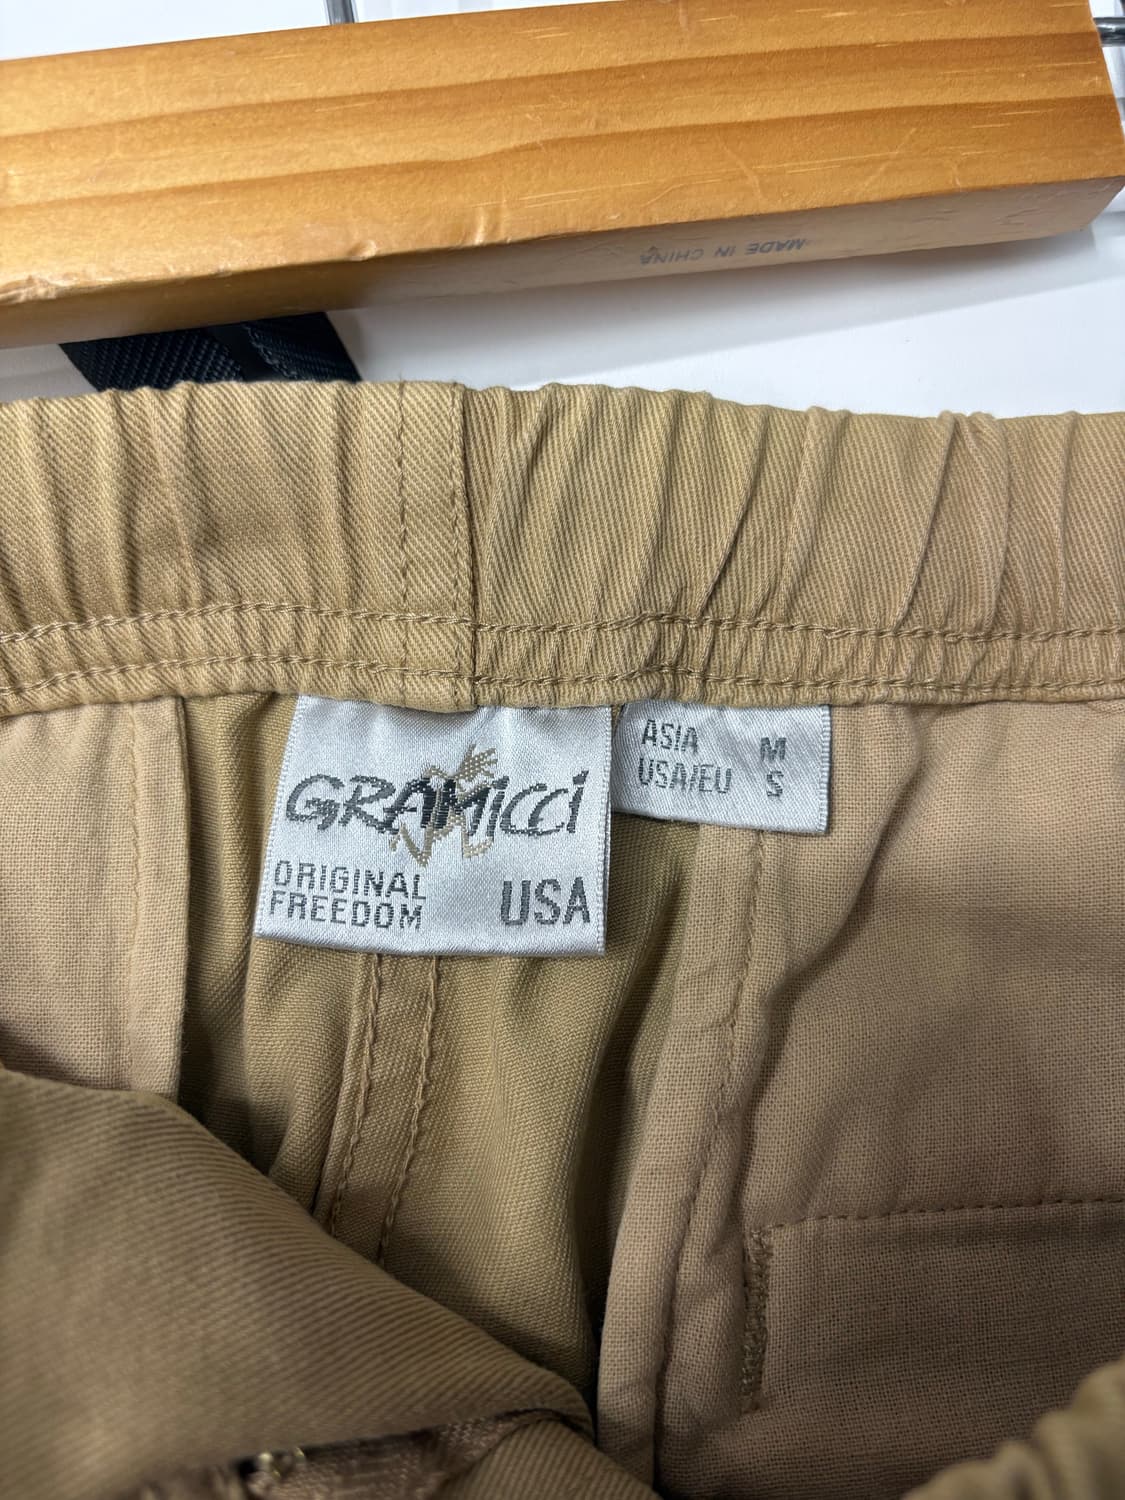 MADE IN CHINA
GRAMICCI
ORIGINAL
FREEDOM
USA
ASIA M
USA/EU S